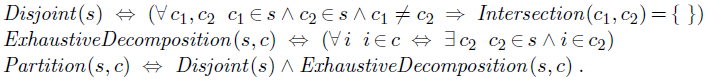 Disjoint(s) ⇔ (∀ c₁, c₂ c₁ ∈ s ∧ c₂ ∈ s ∧ c₁ ≠ c₂ ⇒ Intersection(c₁, c₂) = { })
ExhaustiveDecomposition(s, c) ⇔ (∀ i i ∈ c ⇔ ∃ c₂ c₂ ∈ s ∧ i ∈ c₂)
Partition(s, c) ⇔ Disjoint(s) ∧ ExhaustiveDecomposition(s, c) .